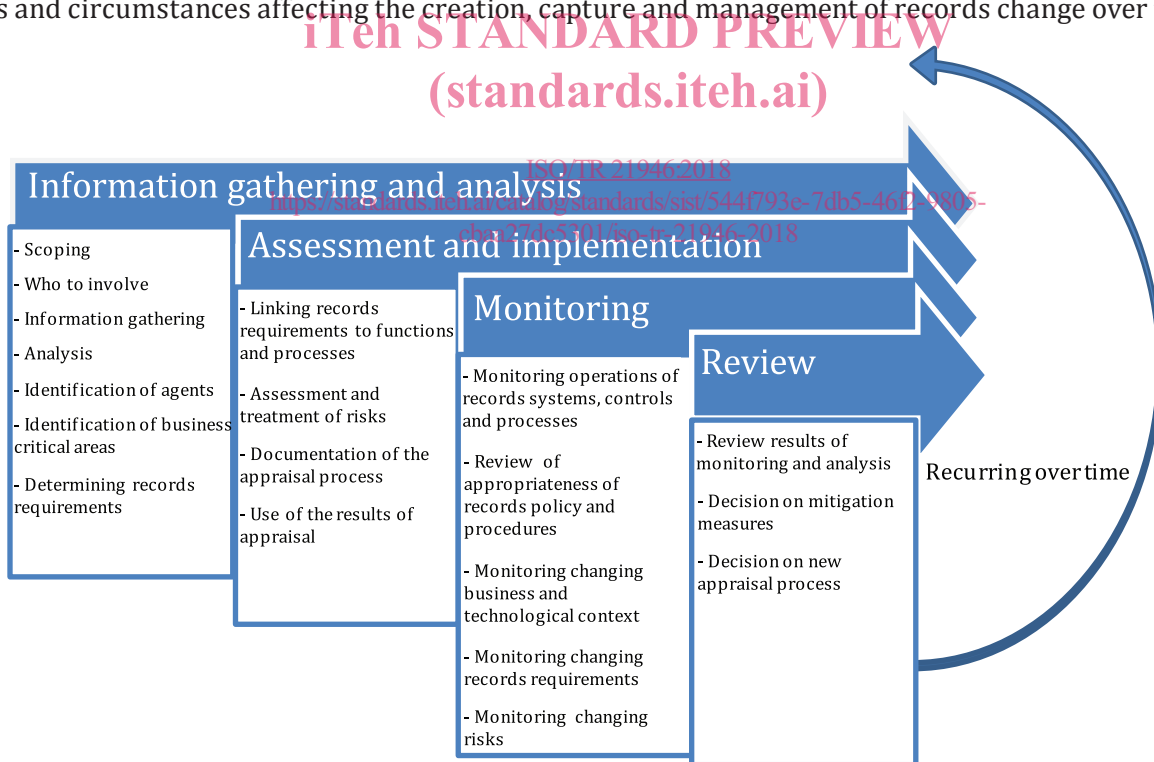 s and circumstances affecting the creation, capture and management of records change over
iTeh STANDARD PREVIEW
(standards.iteh.ai)
ISO/TR 21946:2018
https://standards.iteh.ai/catalog/standards/sist/544f793e-7db5-46f2-9805-
cbaa27dc5301/iso-tr-21946-2018
Information gathering and analysis
- Scoping
- Who to involve
- Information gathering
- Analysis
- Identification of agents
- Identification of business
critical areas
- Determining records
requirements
Assessment and implementation
- Linking records
requirements to functions
and processes
- Assessment and
treatment of risks
- Documentation of the
appraisal process
- Use of the results of
appraisal
Monitoring
- Monitoring operations of
records systems, controls
and processes
- Review of
appropriateness of
records policy and
procedures
- Monitoring changing
business and
technological context
- Monitoring changing
records requirements
- Monitoring changing
risks
Review
- Review results of
monitoring and analysis
- Decision on mitigation
measures
- Decision on new
appraisal process
Recurring over time